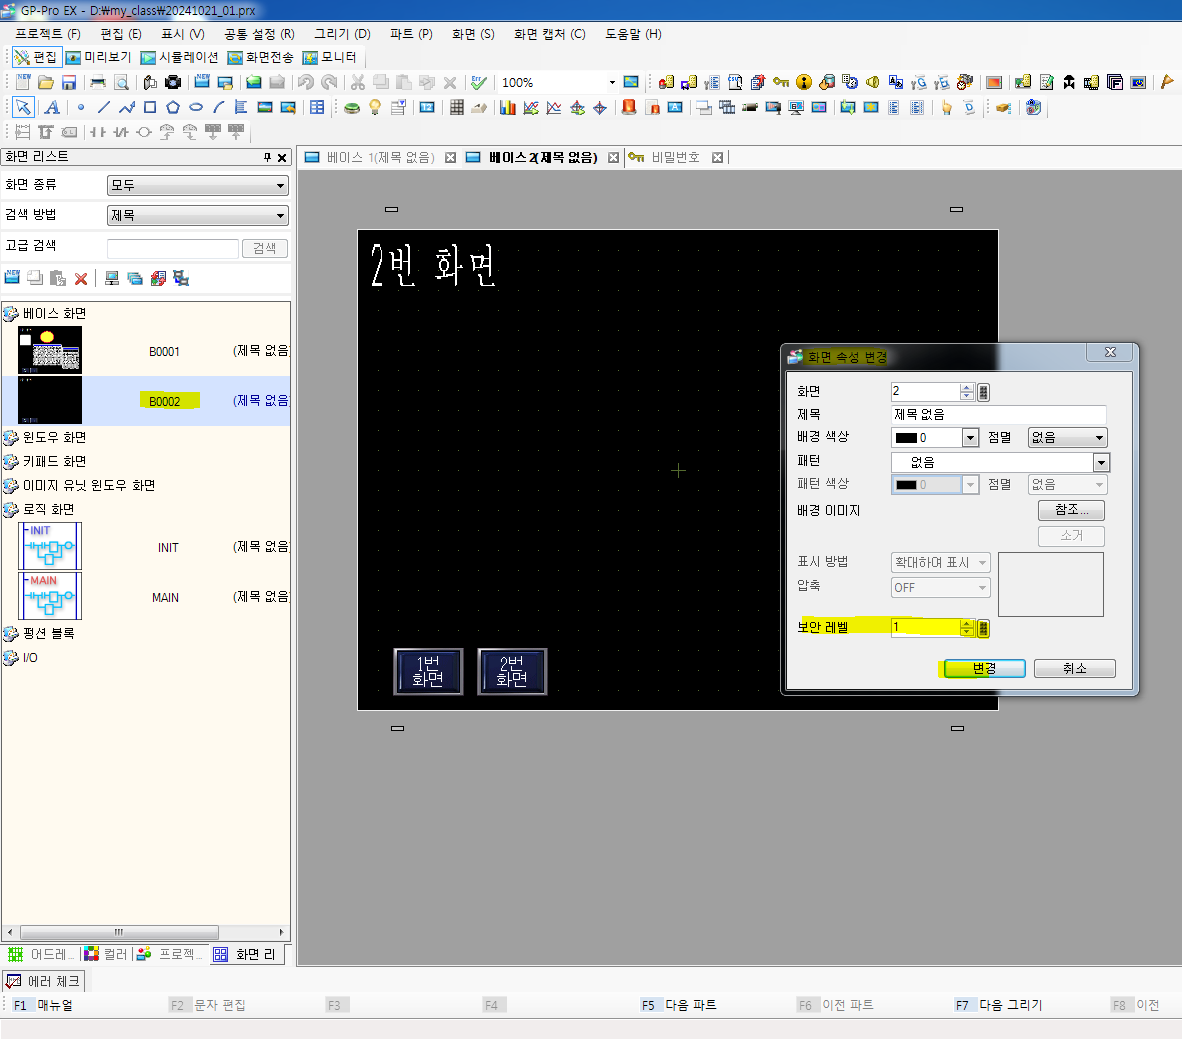 GP-Pro EX - D:\my_class\20241021_01.prx
프로젝트 (F) 편집 (E) 표시 (V) 공통 설정 (R) 그리기 (D) 파트 (P) 화면 (S) 화면 캡처 (C) 도움말 (H)
편집 미리보기 시뮬레이션 화면전송 모니터
100%
화면 리스트
베이스 1(제목 없음) 베이스 2(제목 없음) 비밀번호
화면 종류 모두
검색 방법 제목
고급 검색 검색
베이스 화면
B0001 (제목 없음
B0002 (제목 없음
윈도우 화면
키패드 화면
이미지 유닛 윈도우 화면
로직 화면
INIT INIT (제목 없음
MAIN MAIN (제목 없음
펑션 블록
I/O
2번 화면
1번
화면
2번
화면
화면 속성 변경
화면 2
제목 제목 없음
배경 색상 0 점멸 없음
패턴 없음
패턴 색상 0 점멸 없음
배경 이미지 참조...
소거
표시 방법 확대하여 표시
압축 OFF
보안 레벨 1
변경 취소
어드레... 컬러 프로젝... 화면 리
에러 체크
F1 매뉴얼 F2 문자 편집 F3 F4 F5 다음 파트 F6 이전 파트 F7 다음 그리기 F8 이전